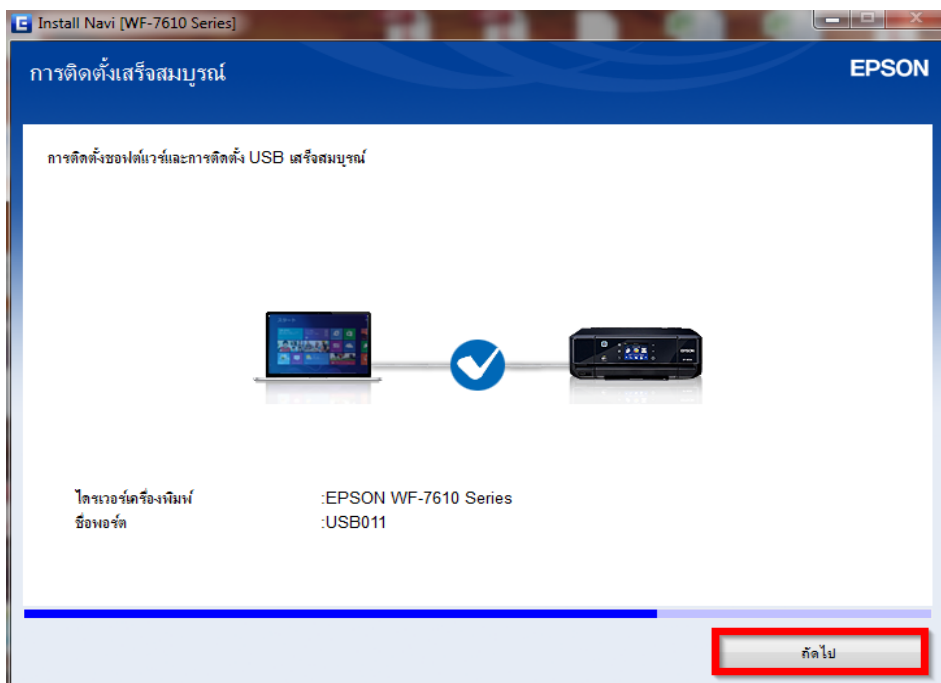 Install Navi [WF-7610 Series]
การติดตั้งเสร็จสมบูรณ์
EPSON
การติดตั้งซอฟต์แวร์และการติดตั้ง USB เสร็จสมบูรณ์
ไดรเวอร์เครื่องพิมพ์ :EPSON WF-7610 Series
ชื่อพอร์ต :USB011
ถัดไป